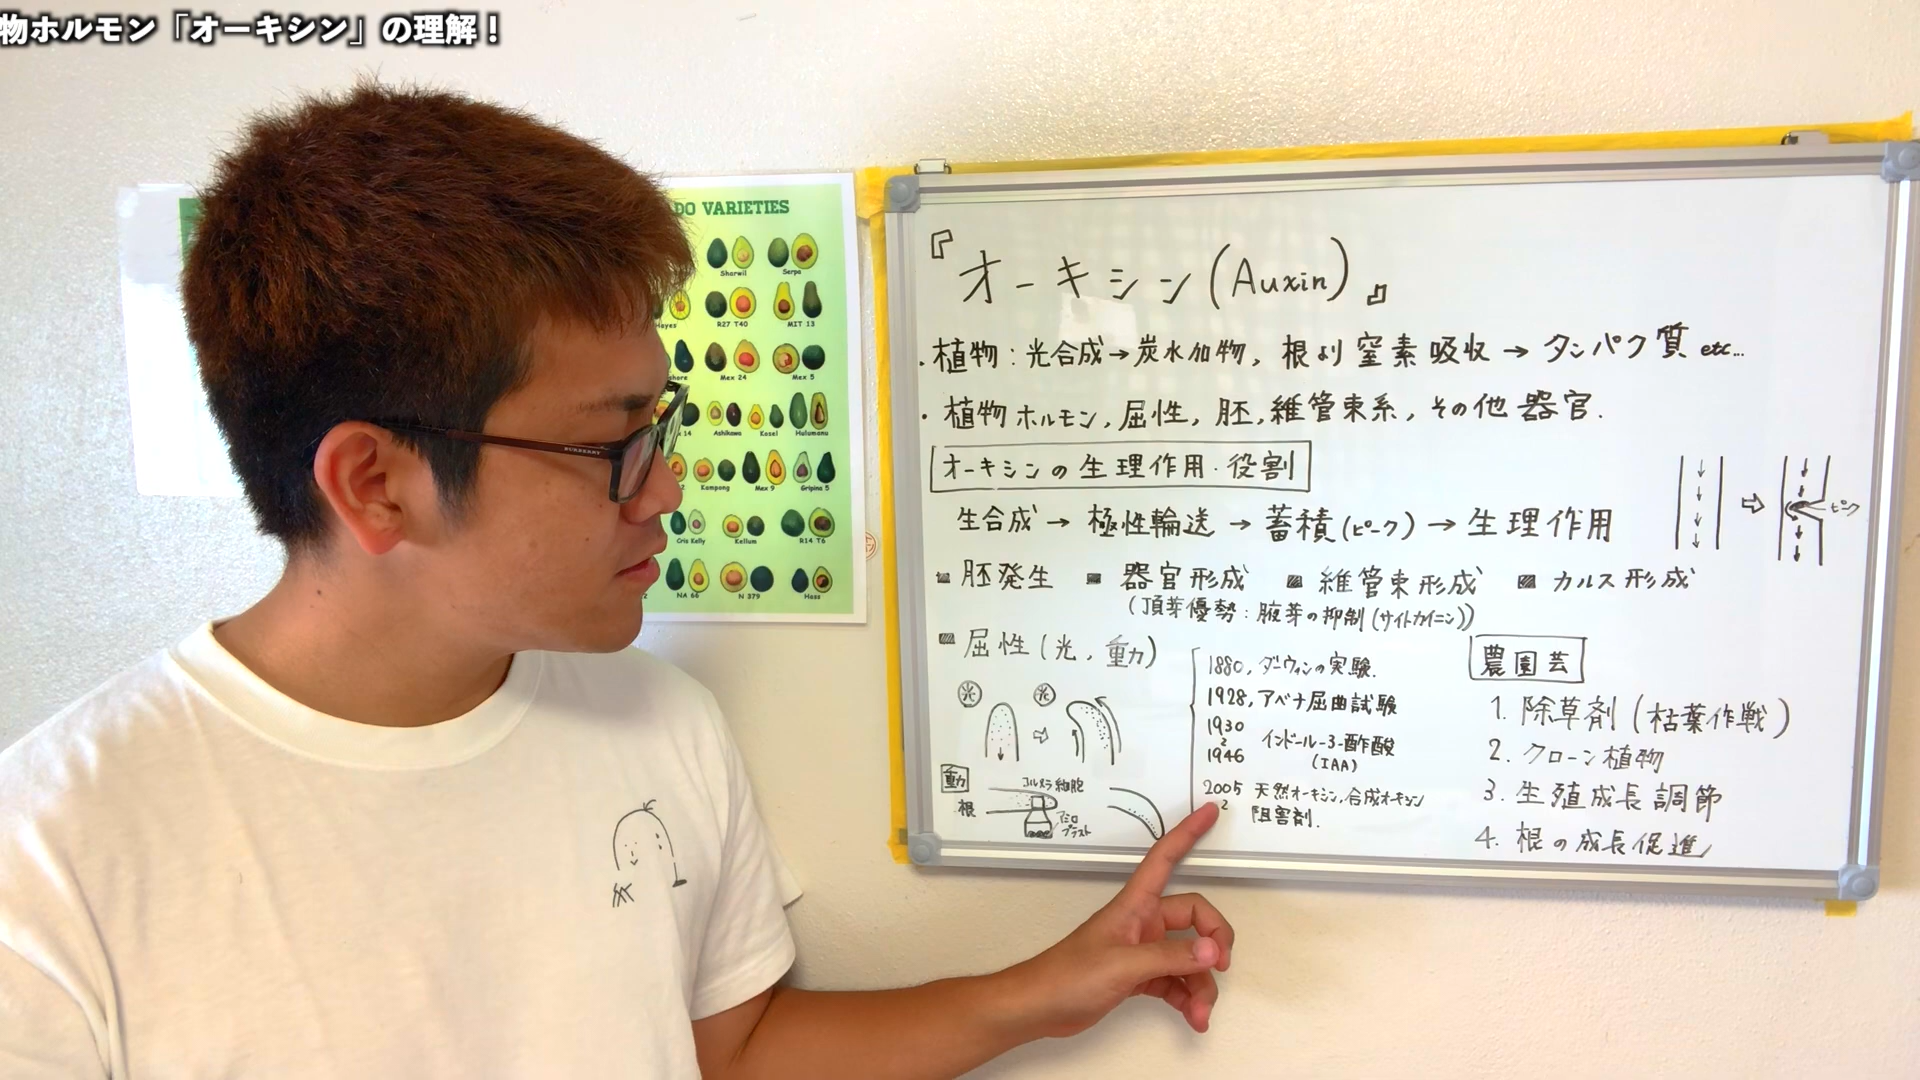 物ホルモン「オーキシン」の理解!
DO VARIETIES
Sharwil Serpa
Hayes R27 T40 MIT 13
Mex 24 Mex 5
14 Ashikawa Kosel Hulumanu
Kampong Mex 9 Gripina 5
Cris Kelly Kellum R14 T6
NA 66 N 379 Hass
BURBERRY
『オーキシン(Auxin)』
・植物:光合成→炭水加物, 根より窒素吸収→タンパク質 etc...
・植物ホルモン, 屈性, 胚, 維管束系, その他器官.
オーキシンの生理作用・役割
生合成→極性輸送→蓄積(ピーク)→生理作用
ピーク
胚発生 器官形成 維管束形成 カルス形成
(頂芽優勢:腋芽の抑制(サイトカイニン))
屈性(光, 重力)
光 光
重力
根
コルメラ細胞
アミロプラスト
1880, ダーウィンの実験.
1928, アベナ屈曲試験
1930
~
1946
インドール-3-酢酸
(IAA)
2005 天然オーキシン, 合成オーキシン
~ 阻害剤.
農園芸
1. 除草剤(枯葉作戦)
2. クローン植物
3. 生殖成長調節
4. 根の成長促進